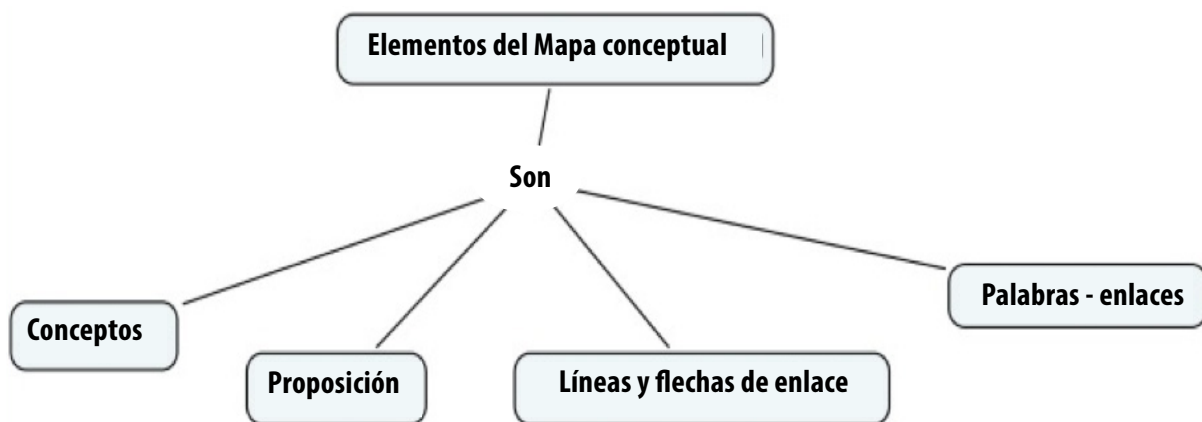 Elementos del Mapa conceptual
Son
Conceptos
Proposición
Líneas y flechas de enlace
Palabras - enlaces